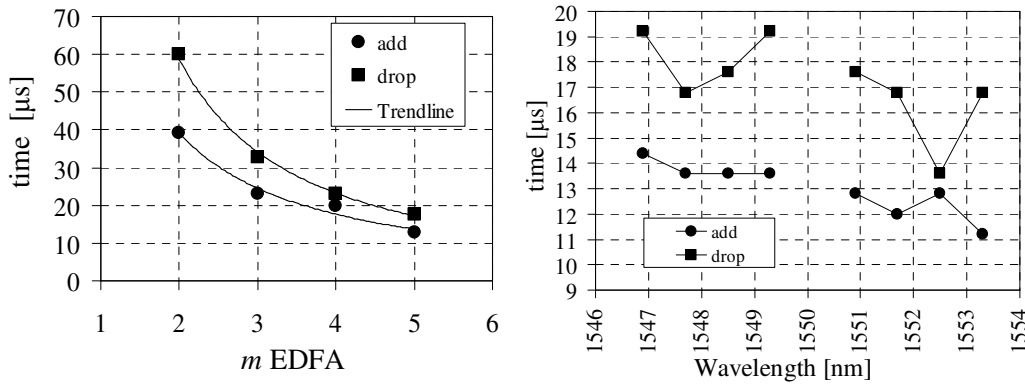 70
60
50
40
30
20
10
0
time [µs]
add
drop
Trendline
1 2 3 4 5 6
m EDFA
20
19
18
17
16
15
14
13
12
11
10
9
time [µs]
add
drop
1546 1547 1548 1549 1550 1551 1552 1553 1554
Wavelength [nm]